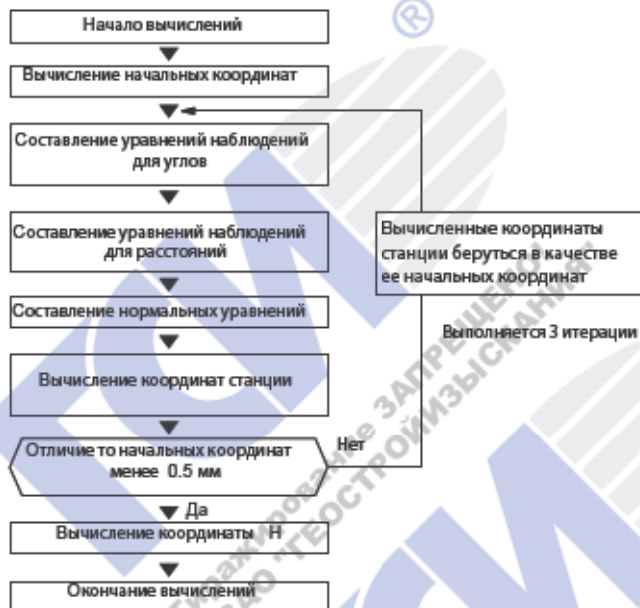 Начало вычислений
Вычисление начальных координат
Составление уравнений наблюдений
для углов
Составление уравнений наблюдений
для расстояний
Составление нормальных уравнений
Вычисление координат станции
Отличие то начальных координат
менее 0.5 мм
Нет
Да
Вычисление координаты H
Окончание вычислений
Вычисленные координаты
станции беруться в качестве
ее начальных координат
Выполняется 3 итерации
®
ГСИ